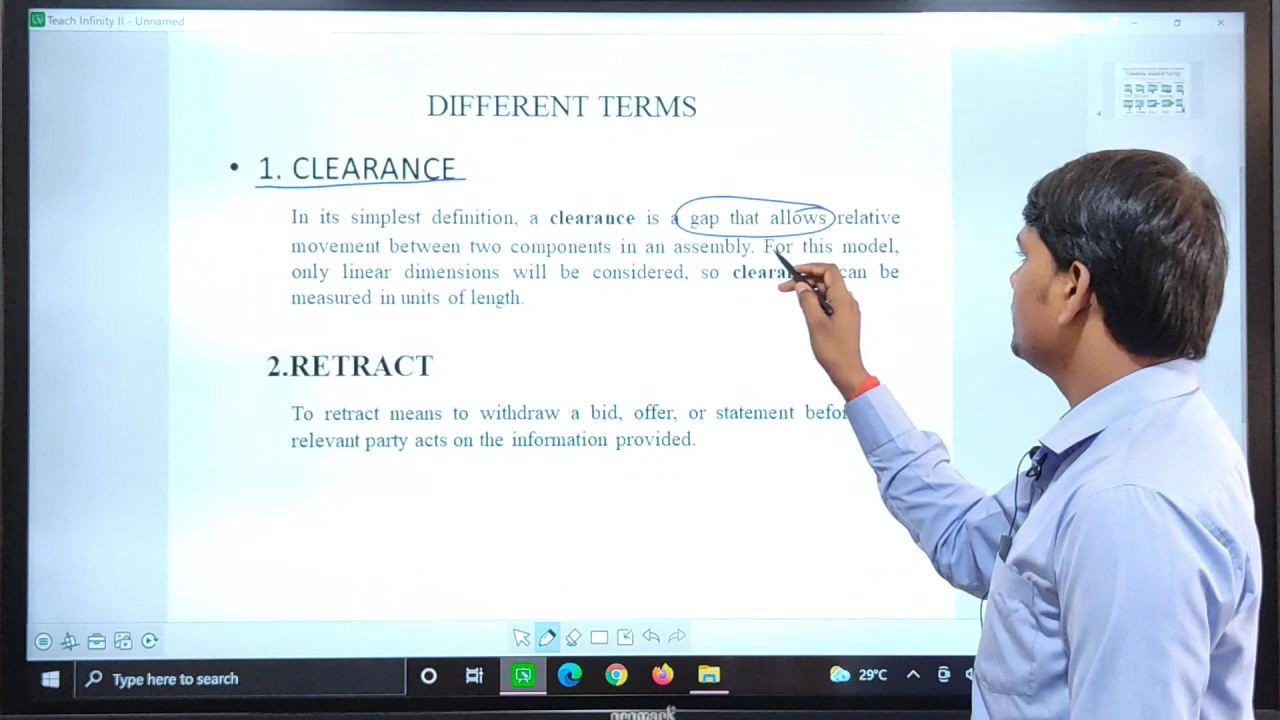 Teach Infinity II - Unnamed
DIFFERENT TERMS
• 1. CLEARANCE
In its simplest definition, a clearance is a gap that allows relative
movement between two components in an assembly. For this model,
only linear dimensions will be considered, so can be
measured in units of length.
2.RETRACT
To retract means to withdraw a bid, offer, or statement
relevant party acts on the information provided.
4
Type here to search
29°C